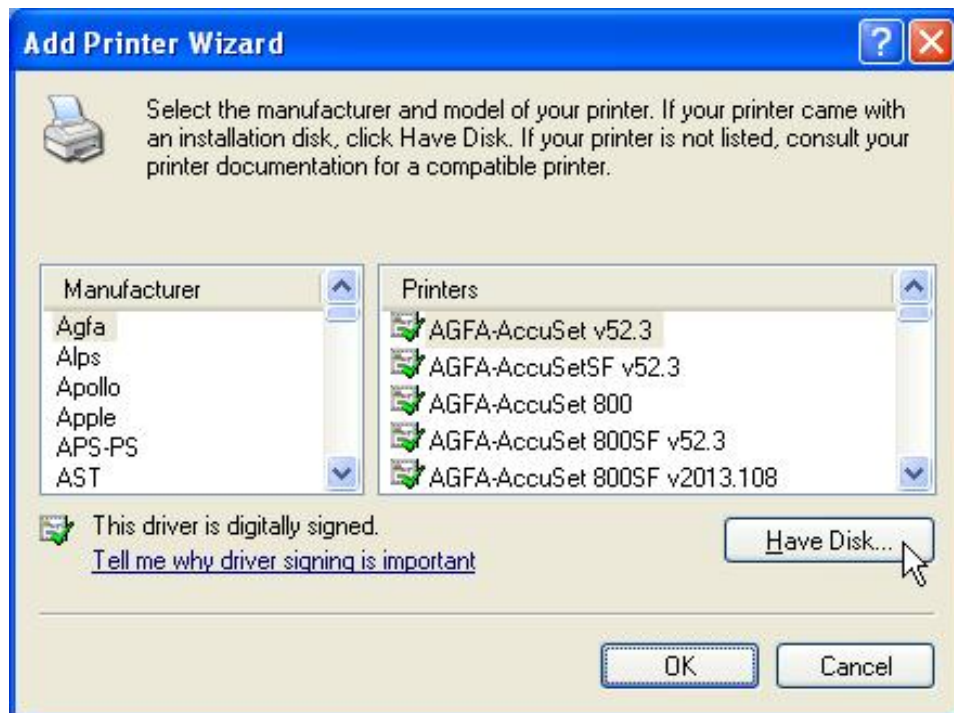 Add Printer Wizard
Select the manufacturer and model of your printer. If your printer came with
an installation disk, click Have Disk. If your printer is not listed, consult your
printer documentation for a compatible printer.
Manufacturer
Agfa
Alps
Apollo
Apple
APS-PS
AST
Printers
AGFA-AccuSet v52.3
AGFA-AccuSetSF v52.3
AGFA-AccuSet 800
AGFA-AccuSet 800SF v52.3
AGFA-AccuSet 800SF v2013.108
This driver is digitally signed.
Tell me why driver signing is important
Have Disk...
OK
Cancel